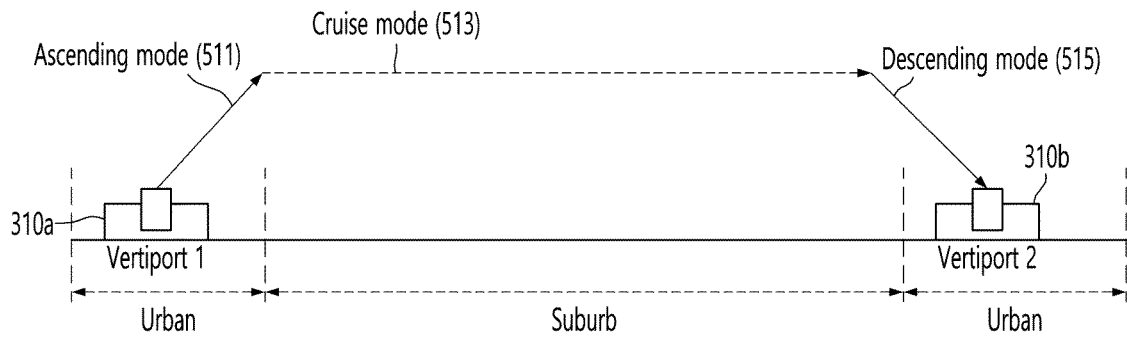 Cruise mode (513)
Ascending mode (511)
Descending mode (515)
310b
310a
Vertiport 1
Vertiport 2
Urban
Suburb
Urban